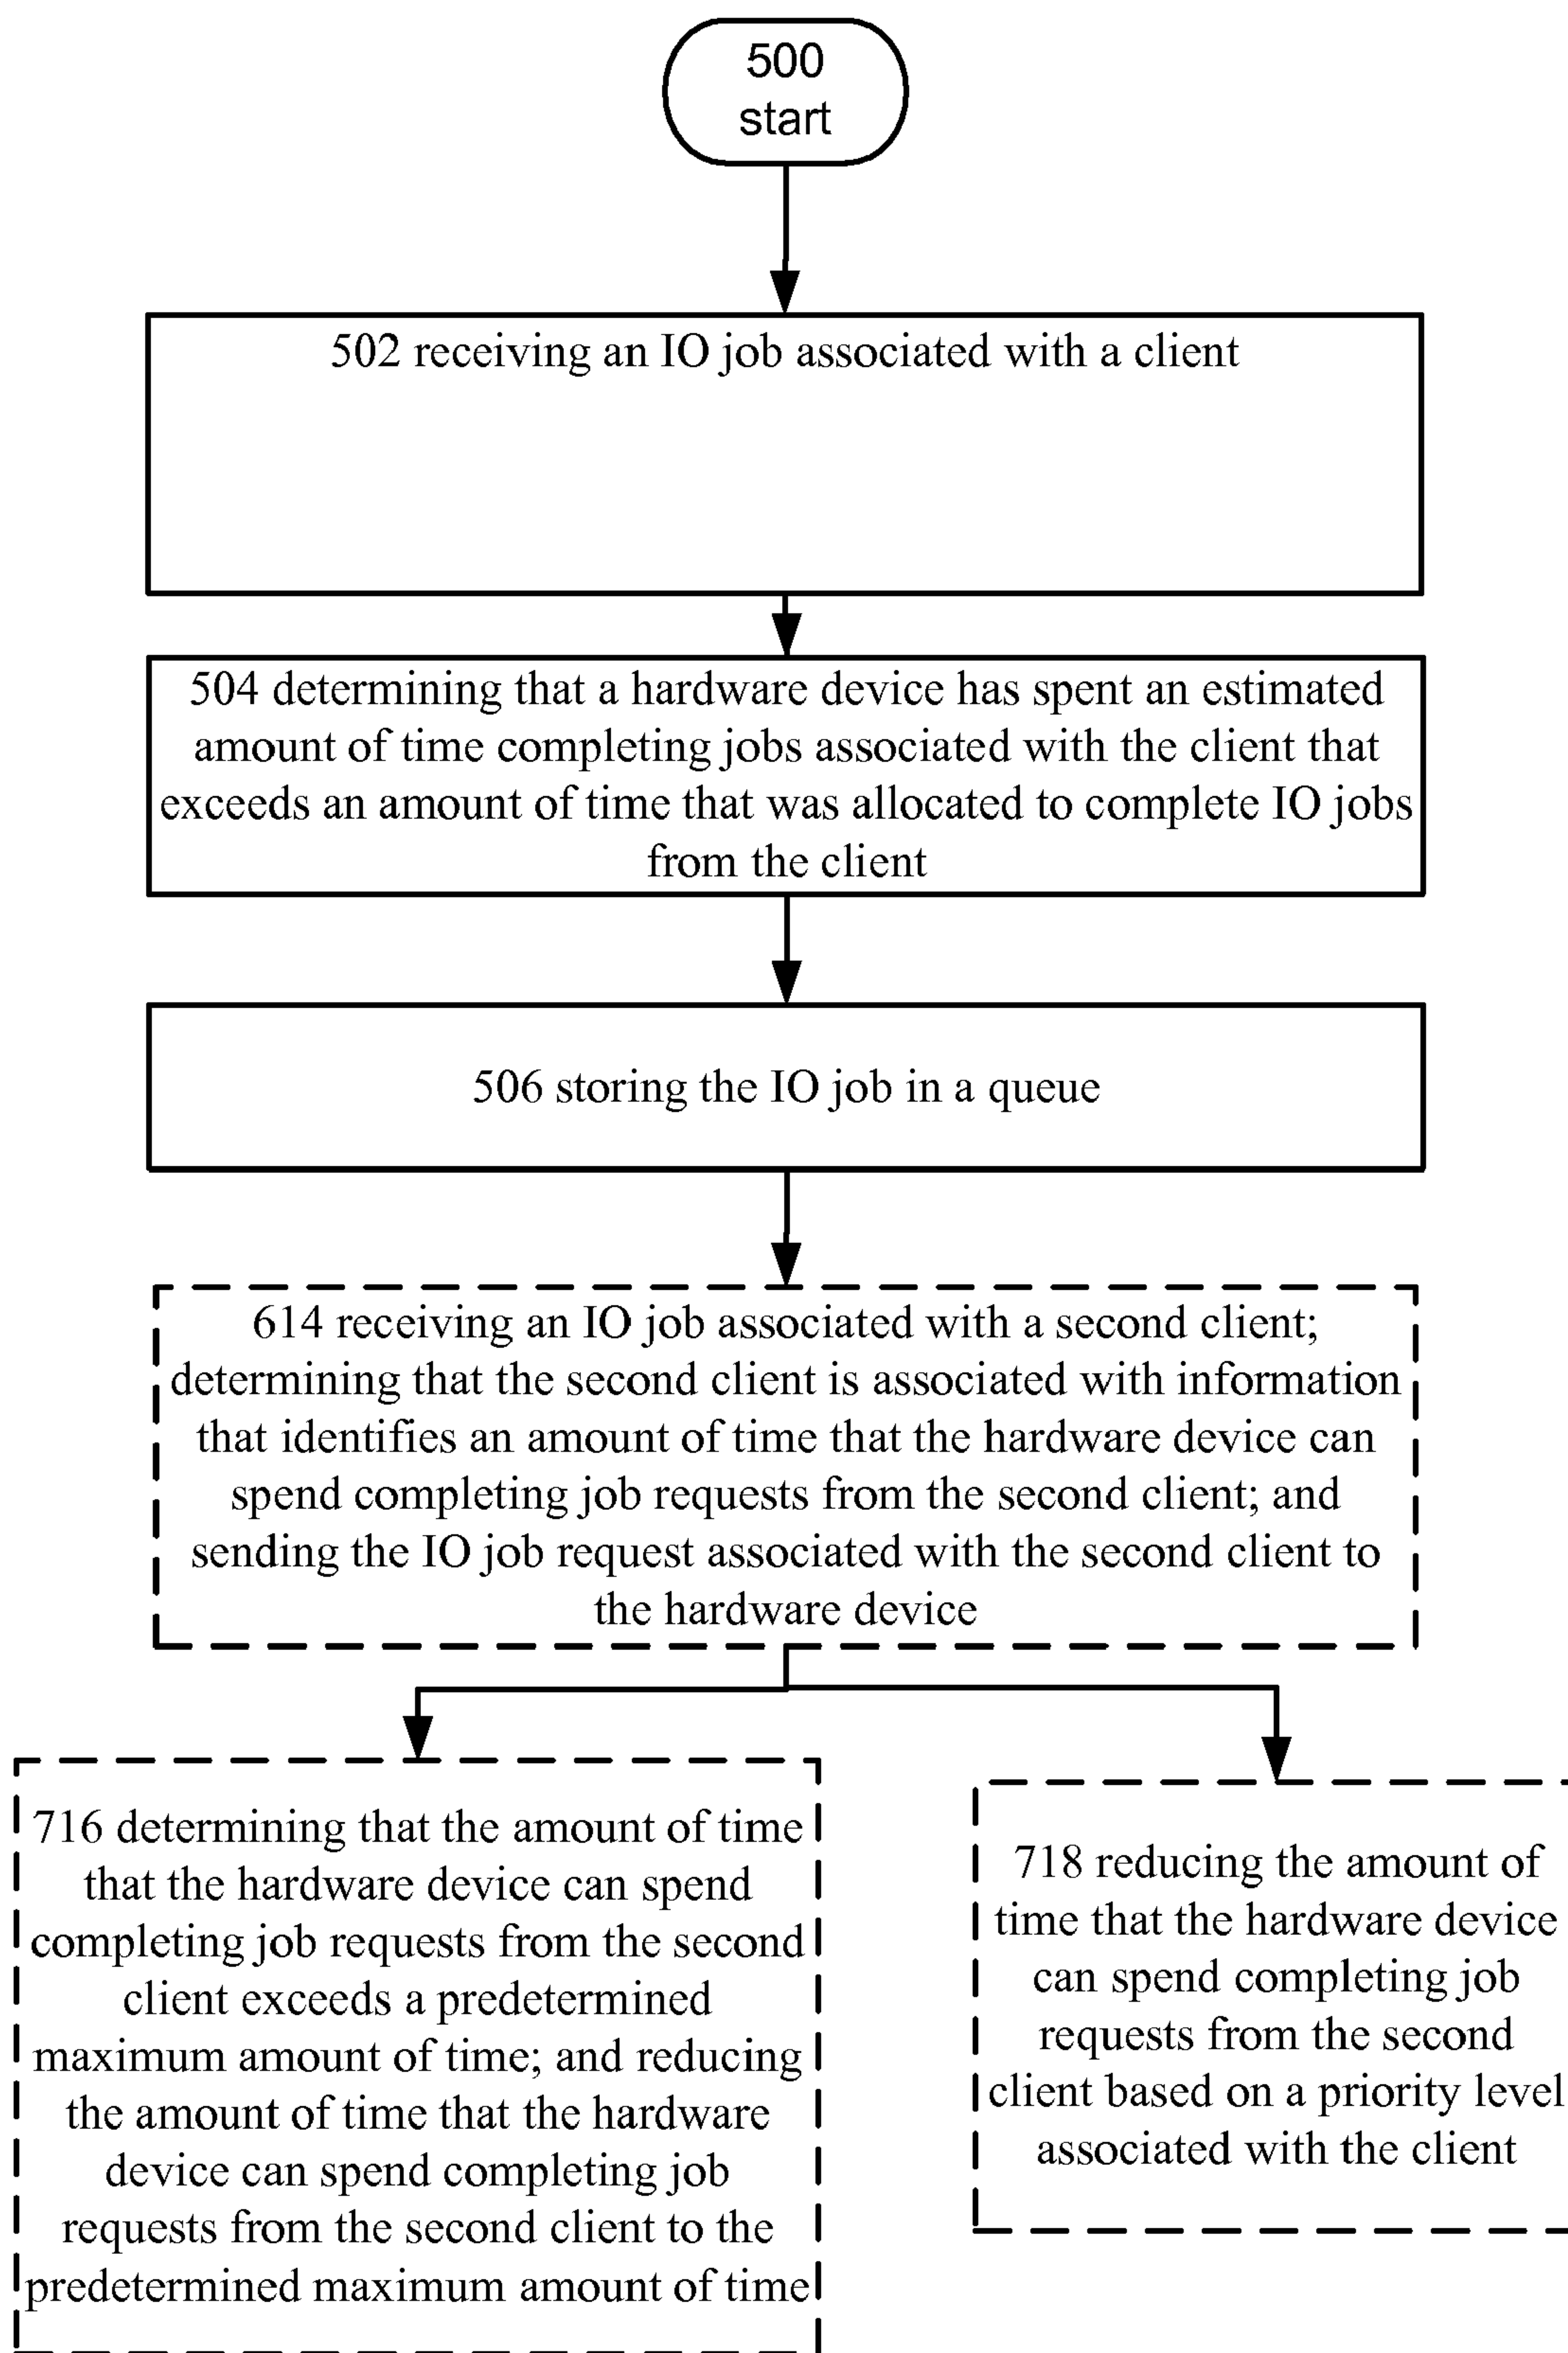 500
start
502 receiving an IO job associated with a client
504 determining that a hardware device has spent an estimated
amount of time completing jobs associated with the client that
exceeds an amount of time that was allocated to complete IO jobs
from the client
506 storing the IO job in a queue
614 receiving an IO job associated with a second client;
determining that the second client is associated with information
that identifies an amount of time that the hardware device can
spend completing job requests from the second client; and
sending the IO job request associated with the second client to
the hardware device
716 determining that the amount of time
that the hardware device can spend
completing job requests from the second
client exceeds a predetermined
maximum amount of time; and reducing
the amount of time that the hardware
device can spend completing job
requests from the second client to the
predetermined maximum amount of time
718 reducing the amount of
time that the hardware device
can spend completing job
requests from the second
client based on a priority level
associated with the client